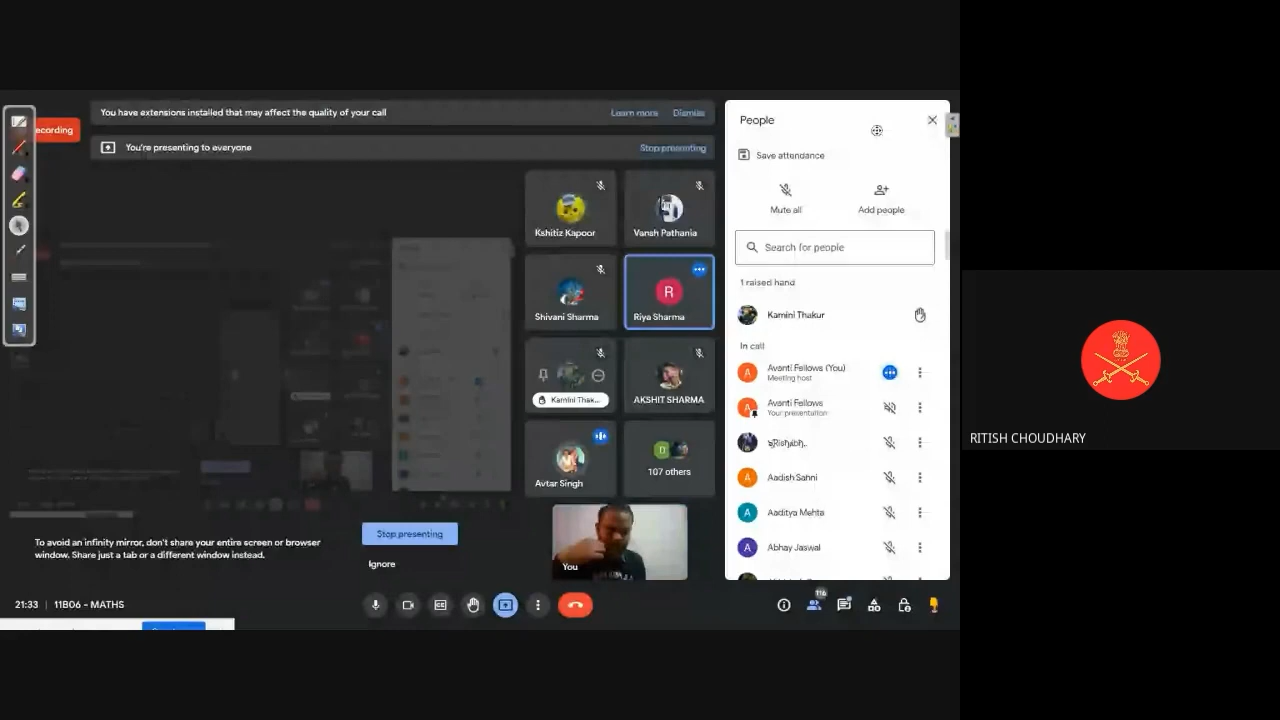 You have extensions installed that may affect the quality of your call
Learn more
Dismiss
ecording
You're presenting to everyone
Stop presenting
Kshitiz Kapoor
Vansh Pathania
Shivani Sharma
R
Riya Sharma
Kamini Thak...
AKSHIT SHARMA
Avtar Singh
D
107 others
Stop presenting
To avoid an infinity mirror, don't share your entire screen or browser
window. Share just a tab or a different window instead.
Ignore
You
21:33 | 11B06 - MATHS
People
Save attendance
Mute all
Add people
Search for people
1 raised hand
Kamini Thakur
In call
A
Avanti Fellows (You)
Meeting host
A
Avanti Fellows
Your presentation
A
Aadish Sahni
A
Aaditya Mehta
A
Abhay Jaswal
116
RITISH CHOUDHARY